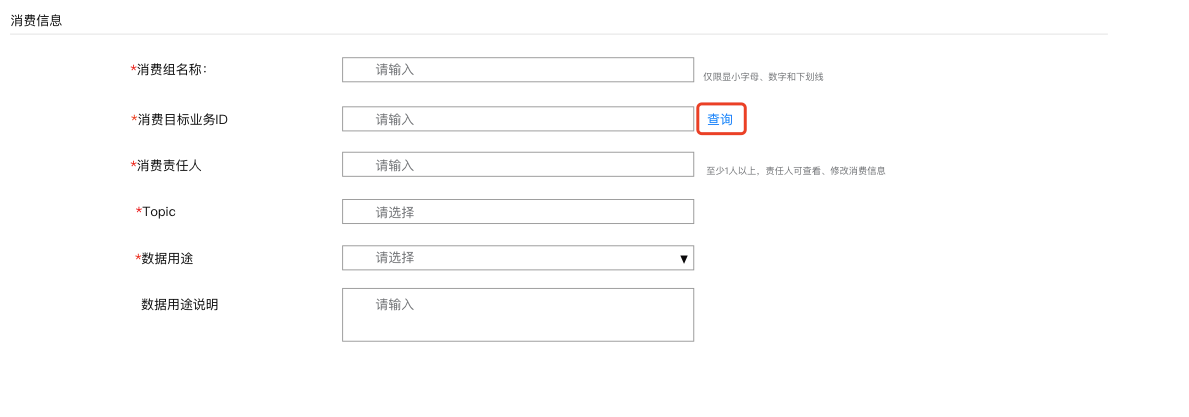 消费信息
*消费组名称:
请输入
仅限显小字母、数字和下划线
*消费目标业务ID
请输入
查询
*消费责任人
请输入
至少1人以上，责任人可查看、修改消费信息
*Topic
请选择
*数据用途
请选择
▼
数据用途说明
请输入